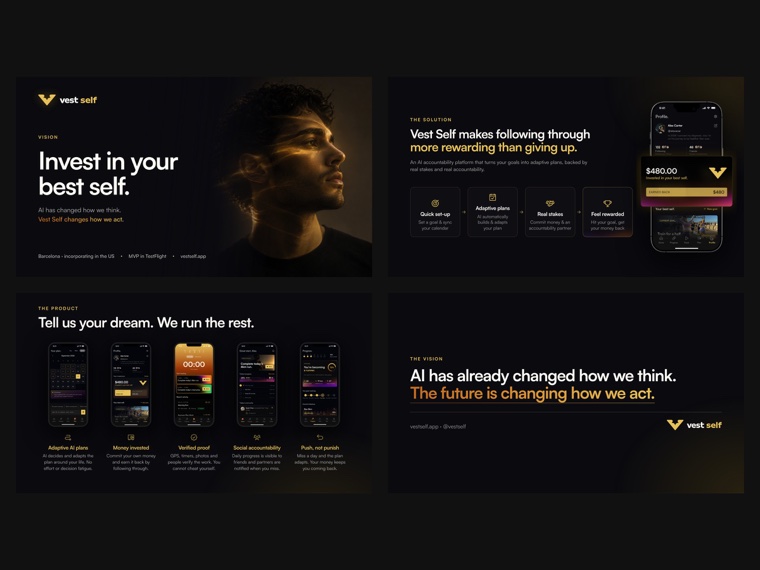 vest self
VISION
Invest in your
best self.
AI has changed how we think.
Vest Self changes how we act.
Barcelona · incorporating in the US • MVP in TestFlight • vestself.app
THE SOLUTION
Vest Self makes following through
more rewarding than giving up.
An AI accountability platform that turns your goals into adaptive plans, backed by
real stakes and real accountability.
Quick set-up
Set a goal & sync
your calendar
Adaptive plans
AI automatically
builds & adapts
your plan
Real stakes
Commit money & an
accountability partner
Feel rewarded
Hit your goal, get
your money back
Profile
$480.00
Invested in your best self.
$480
THE PRODUCT
Tell us your dream. We run the rest.
00:00
Adaptive AI plans
AI decides and adapts the
plan around your life. No
effort or decision fatigue.
Money invested
Commit your own money
and earn it back by
following through.
Verified proof
GPS, timers, photos and
people verify the work. You
cannot cheat yourself.
Social accountability
Daily progress is visible to
friends and partners are
notified when you miss.
Push, not punish
Miss a day and the plan
adapts. Your money keeps
you coming back.
THE VISION
AI has already changed how we think.
The future is changing how we act.
vestself.app · @vestself
vest self